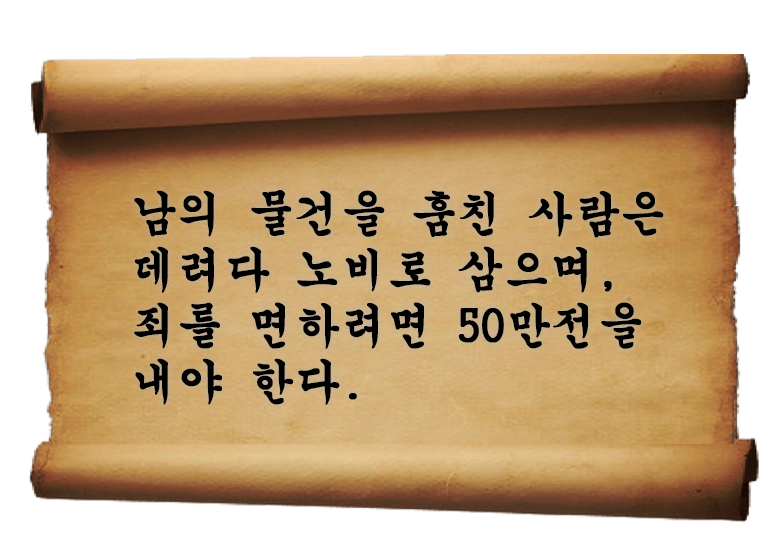 남의 물건을 훔친 사람은
데려다 노비로 삼으며,
죄를 면하려면 50만전을
내야 한다.